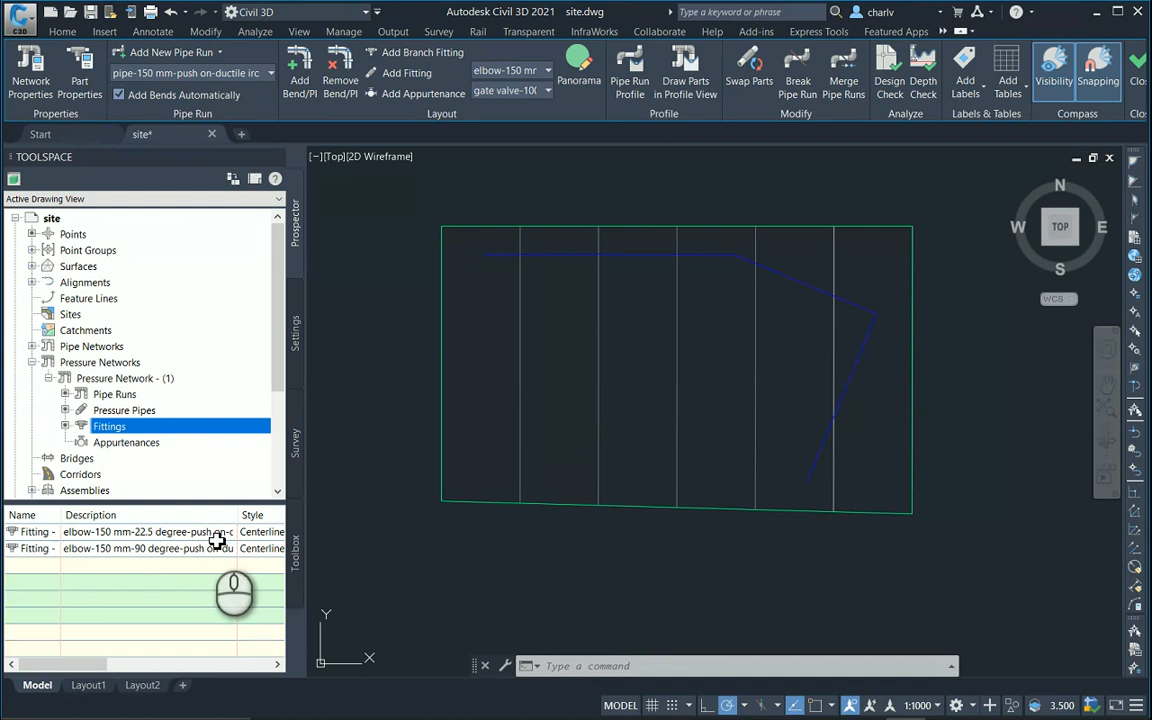 C3D Civil 3D Autodesk Civil 3D 2021 site.dwg Type a keyword or phrase charlv
Home Insert Annotate Modify Analyze View Manage Output Survey Rail Transparent InfraWorks Collaborate Help Add-ins Express Tools Featured Apps
Network Properties
Part Properties
Properties
Add New Pipe Run
pipe-150 mm-push on-ductile irc
Add Bends Automatically
Pipe Run
Add Bend/PI
Remove Bend/PI
Add Branch Fitting
Add Fitting
Add Appurtenance
elbow-150 mr
gate valve-10(
Layout
Panorama
Pipe Run Profile
Draw Parts in Profile View
Profile
Swap Parts
Break Pipe Run
Merge Pipe Runs
Modify
Design Check
Depth Check
Analyze
Add Labels
Add Tables
Labels & Tables
Visibility
Snapping
Compass
Clo
Clos
Start site*
TOOLSPACE
Active Drawing View
site
Points
Point Groups
Surfaces
Alignments
Feature Lines
Sites
Catchments
Pipe Networks
Pressure Networks
Pressure Network - (1)
Pipe Runs
Pressure Pipes
Fittings
Appurtenances
Bridges
Corridors
Assemblies
Prospector
Settings
Survey
Toolbox
Name Description Style
Fitting - elbow-150 mm-22.5 degree-push on-c Centerline
Fitting - elbow-150 mm-90 degree-push on-du Centerline
[−][Top][2D Wireframe]
N
W TOP E
S
WCS
Y
X
Type a command
Model Layout1 Layout2
MODEL 1:1000 3.500